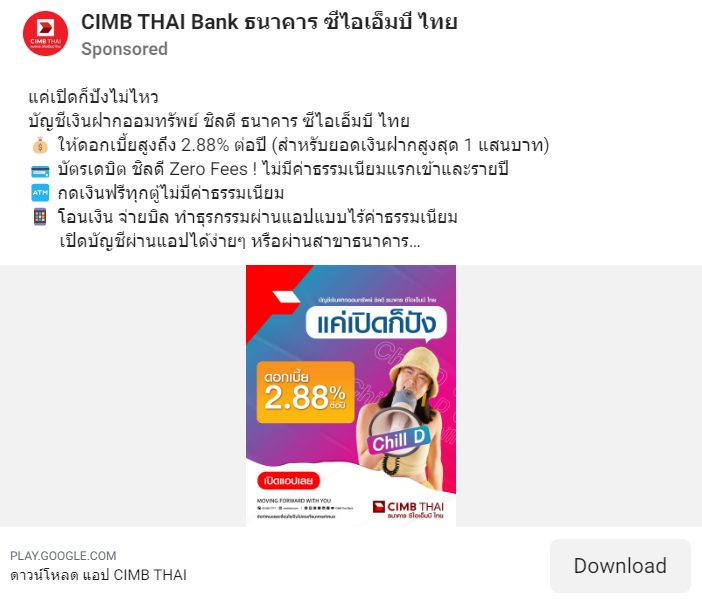 CIMB THAI Bank ธนาคาร ซีไอเอ็มบี ไทย
Sponsored
แค่เปิดก็ปังไม่ไหว
บัญชีเงินฝากออมทรัพย์ ชิลดี ธนาคาร ซีไอเอ็มบี ไทย
ให้ดอกเบี้ยสูงถึง 2.88% ต่อปี (สำหรับยอดเงินฝากสูงสุด 1 แสนบาท)
บัตรเดบิต ชิลดี Zero Fees ! ไม่มีค่าธรรมเนียมแรกเข้าและรายปี
ATM กดเงินฟรีทุกตู้ไม่มีค่าธรรมเนียม
โอนเงิน จ่ายบิล ทำธุรกรรมผ่านแอปแบบไร้ค่าธรรมเนียม
เปิดบัญชีผ่านแอปได้ง่ายๆ หรือผ่านสาขาธนาคาร...
บัญชีเงินฝากออมทรัพย์ ชิลดี ธนาคาร ซีไอเอ็มบี ไทย
แค่เปิดก็ปัง
ดอกเบี้ย
2.88%
ต่อปี
Chill D
เปิดแอปเลย
MOVING FORWARD WITH YOU
CIMB THAI
ธนาคาร ซีไอเอ็มบี ไทย
PLAY.GOOGLE.COM
ดาวน์โหลด แอป CIMB THAI
Download